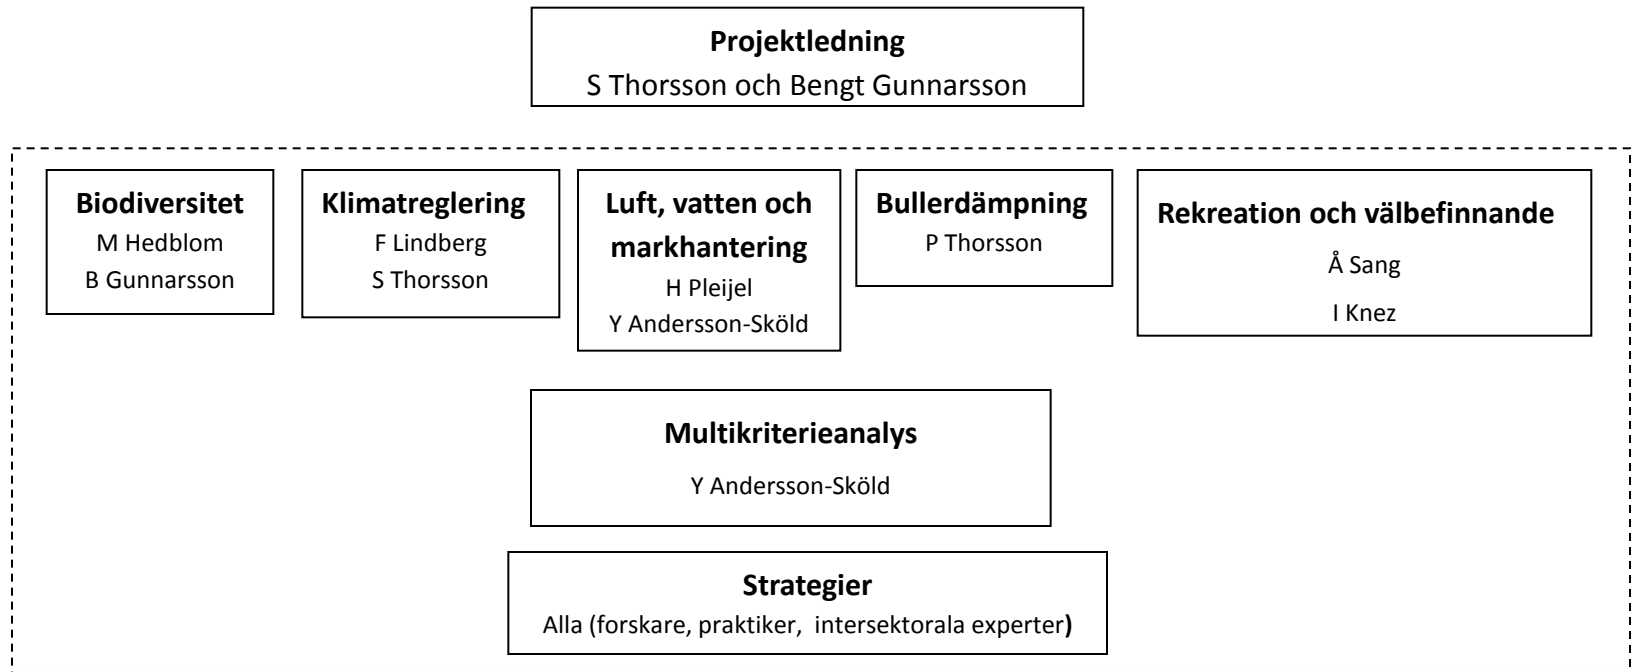 Projektledning
S Thorsson och Bengt Gunnarsson
Biodiversitet
M Hedblom
B Gunnarsson
Klimatreglering
F Lindberg
S Thorsson
Luft, vatten och
markhantering
H Pleijel
Y Andersson-Sköld
Bullerdämpning
P Thorsson
Rekreation och välbefinnande
Å Sang
I Knez
Multikriterieanalys
Y Andersson-Sköld
Strategier
Alla (forskare, praktiker, intersektorala experter)